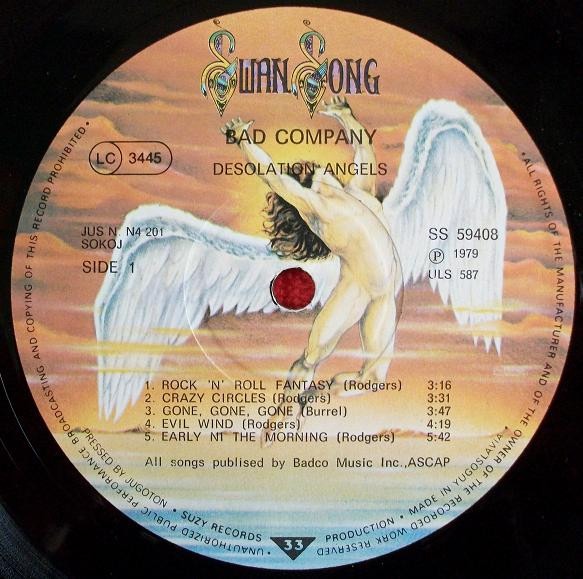 SWAN SONG
BAD COMPANY
DESOLATION ANGELS
LC 3445
JUS N. N4 201
SOKOJ
SIDE 1
SS 59408
Ⓟ 1979
ULS 587
1. ROCK 'N' ROLL FANTASY (Rodgers) 3:16
2. CRAZY CIRCLES (Rodgers) 3:31
3. GONE, GONE, GONE (Burrel) 3:47
4. EVIL WIND (Rodgers) 4:19
5. EARLY NI THE MORNING (Rodgers) 5:42
All songs publised by Badco Music Inc.,ASCAP
PRESSED BY JUGOTON • SUZY RECORDS
33
PRODUCTION • MADE IN YUGOSLAVIA
• ALL RIGHTS OF THE MANUFACTURER AND OF THE OWNER OF THE RECORDED WORK RESERVED • UNAUTHORIZED PUBLIC PERFORMANCE BROADCASTING AND COPYING OF THIS RECORD PROHIBITED •